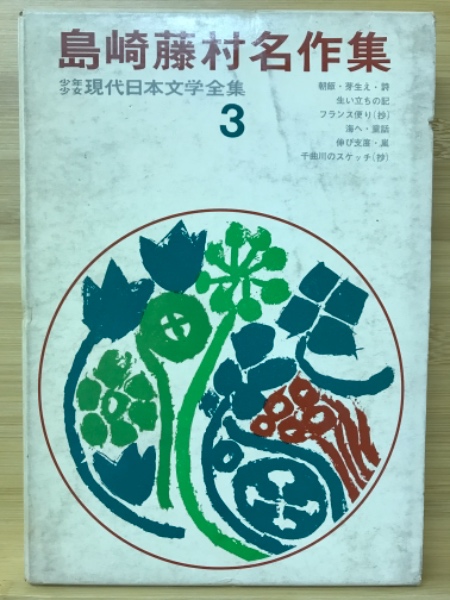 島崎藤村名作集
少年少女現代日本文学全集
3
朝飯・芽生え・詩
生い立ちの記
フランス便り(抄)
海へ・童話
伸び支度・嵐
千曲川のスケッチ(抄)